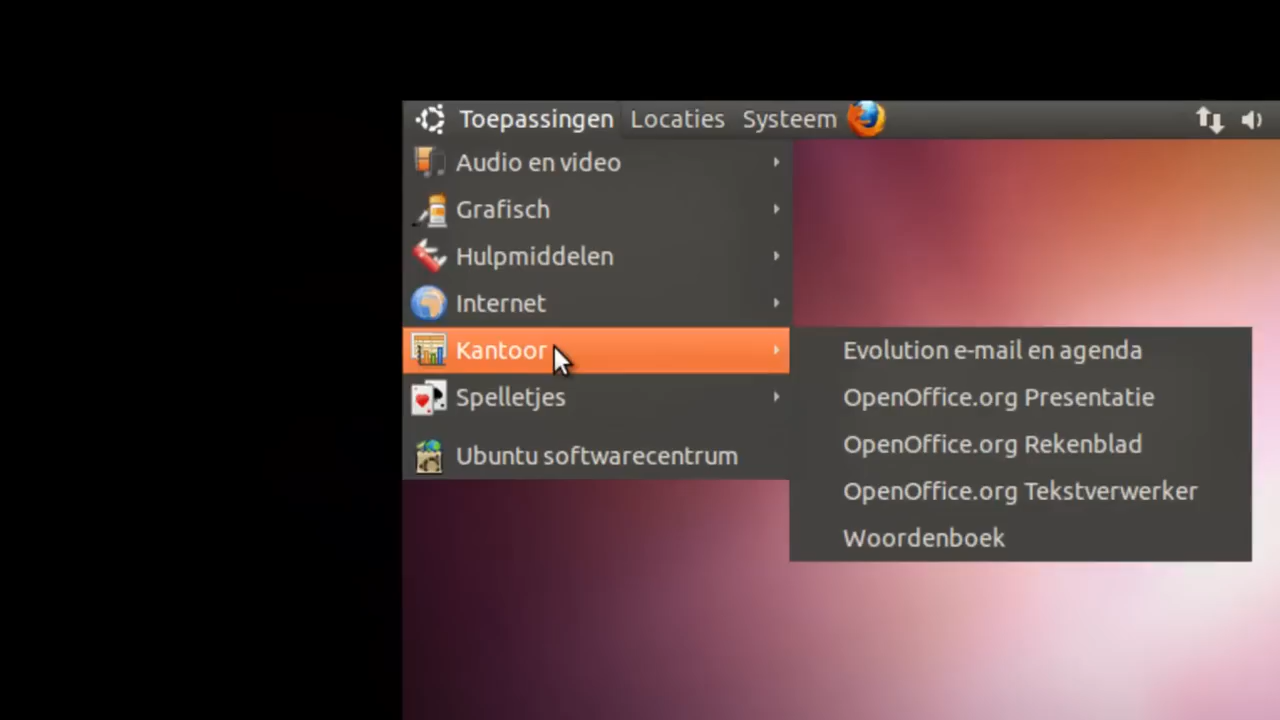 Toepassingen Locaties Systeem
Audio en video
Grafisch
Hulpmiddelen
Internet
Kantoor
Spelletjes
Ubuntu softwarecentrum
Evolution e-mail en agenda
OpenOffice.org Presentatie
OpenOffice.org Rekenblad
OpenOffice.org Tekstverwerker
Woordenboek